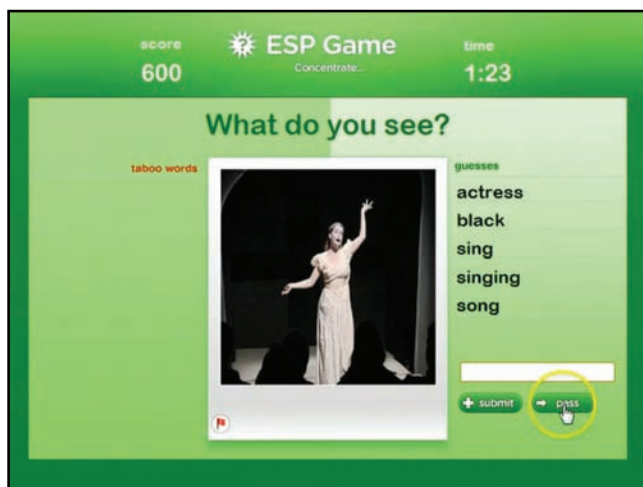 score
600
ESP Game
Concentrate...
time
1:23
What do you see?
taboo words
guesses
actress
black
sing
singing
song
submit
pass